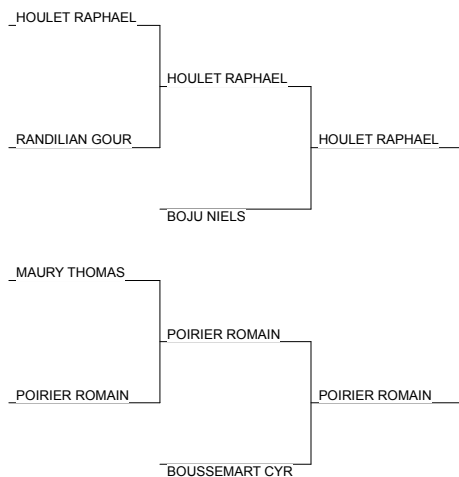 HOULET RAPHAEL
HOULET RAPHAEL
RANDILIAN GOUR
HOULET RAPHAEL
BOJU NIELS
MAURY THOMAS
POIRIER ROMAIN
POIRIER ROMAIN
POIRIER ROMAIN
BOUSSEMART CYR